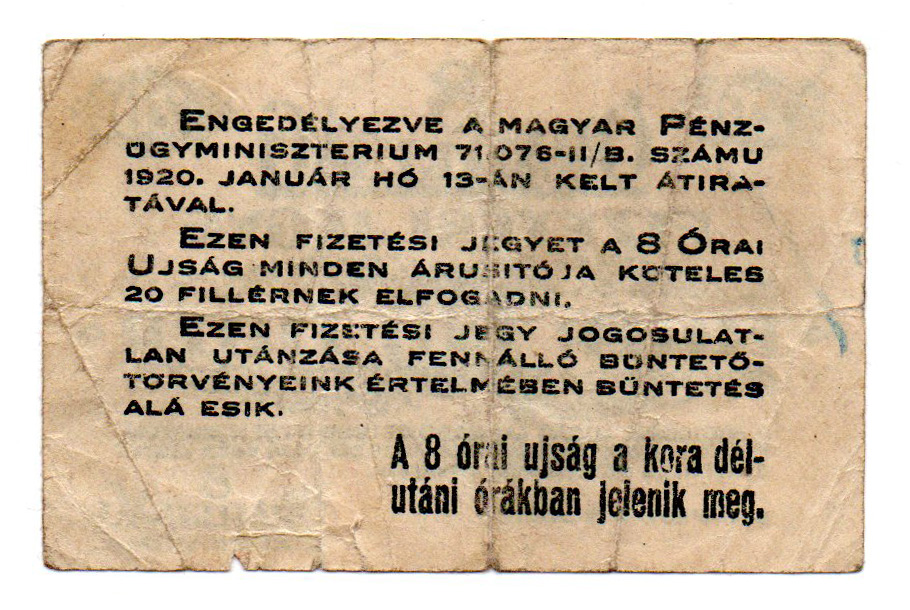 ENGEDÉLYEZVE A MAGYAR PÉNZ-
ÜGYMINISZTERIUM 71.076-II/B. SZÁMU
1920. JANUÁR HÓ 13-ÁN KELT ÁTIRA-
TÁVAL.
EZEN FIZETÉSI JEGYET A 8 ÓRAI
UJSÁG MINDEN ÁRUSITÓJA KÖTELES
20 FILLÉRNEK ELFOGADNI.
EZEN FIZETÉSI JEGY JOGOSULAT-
LAN UTÁNZÁSA FENNÁLLÓ BÜNTETŐ-
TÖRVÉNYEINK ÉRTELMÉBEN BÜNTETÉS
ALÁ ESIK.
A 8 órai ujság a kora dél-
utáni órákban jelenik meg.